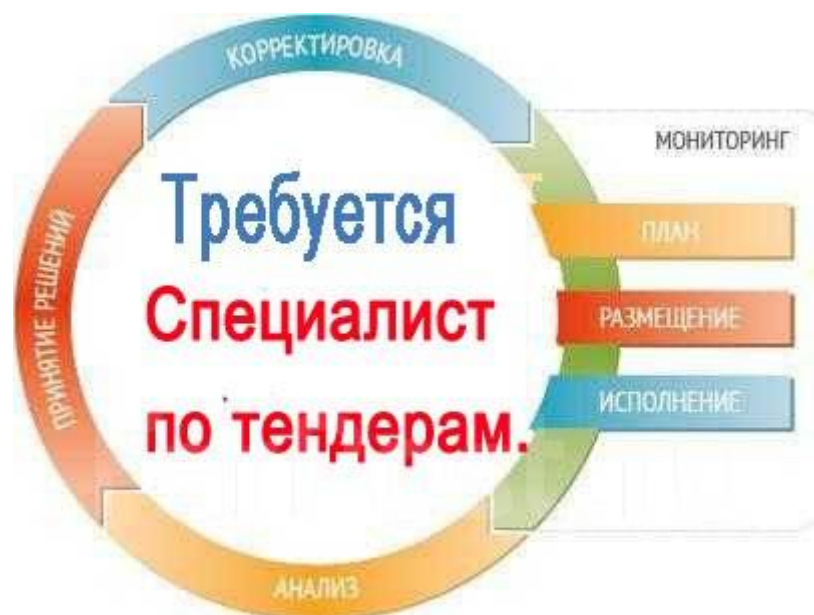 КОРРЕКТИРОВКА
МОНИТОРИНГ
Требуется
ПЛАН
ПРИНЯТИЕ РЕШЕНИЙ
Специалист
РАЗМЕЩЕНИЕ
по тендерам.
ИСПОЛНЕНИЕ
АНАЛИЗ